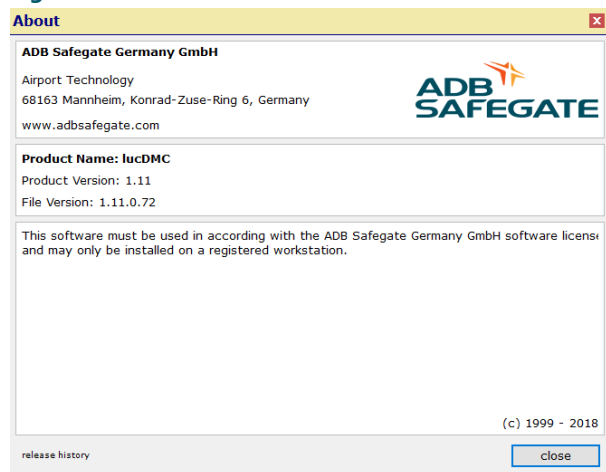 About
ADB Safegate Germany GmbH
Airport Technology
68163 Mannheim, Konrad-Zuse-Ring 6, Germany
www.adbsafegate.com
ADB
SAFEGATE
Product Name: lucDMC
Product Version: 1.11
File Version: 1.11.0.72
This software must be used in according with the ADB Safegate Germany GmbH software license
and may only be installed on a registered workstation.
(c) 1999 - 2018
release history
close